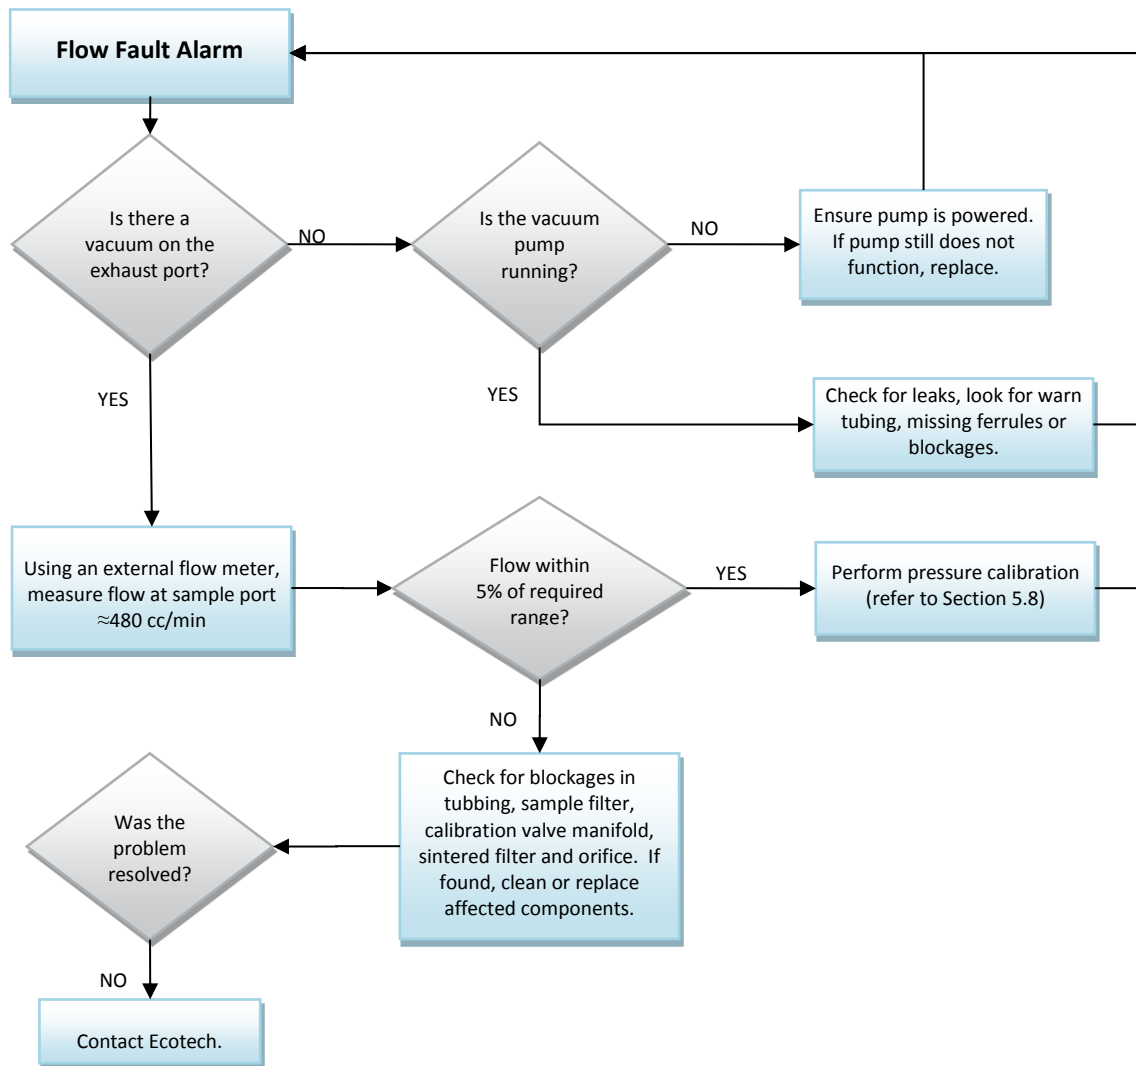 Flow Fault Alarm
Is there a
vacuum on the
exhaust port?
NO
Is the vacuum
pump
running?
NO
Ensure pump is powered.
If pump still does not
function, replace.
YES
YES
Check for leaks, look for warn
tubing, missing ferrules or
blockages.
Using an external flow meter,
measure flow at sample port
≈480 cc/min
Flow within
5% of required
range?
YES
Perform pressure calibration
(refer to Section 5.8)
NO
Check for blockages in
tubbing, sample filter,
calibration valve manifold,
sintered filter and orifice.  If
found, clean or replace
affected components.
Was the
problem
resolved?
NO
Contact Ecotech.